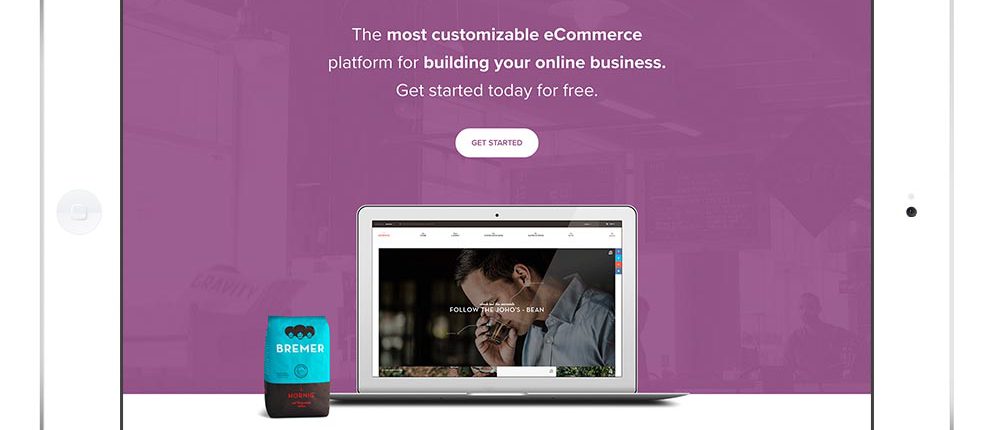 The most customizable eCommerce
platform for building your online business.
Get started today for free.
GET STARTED
GRAVITY
FOLLOW THE JOHO'S - BEAN
BREMER
HORNIG